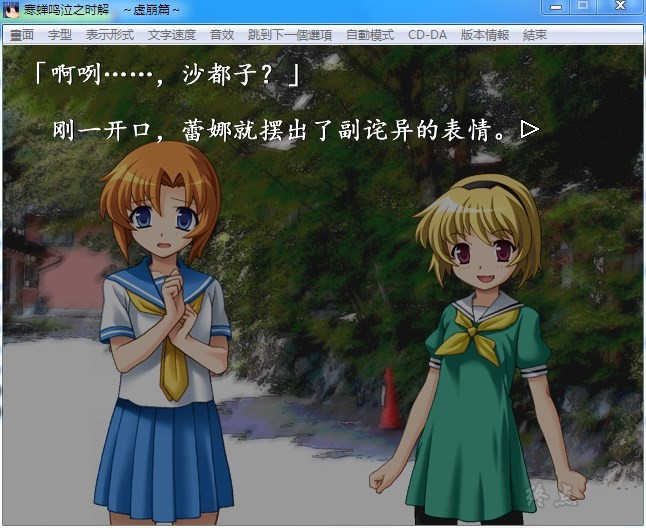 寒蝉鸣泣之时解 ～虚崩篇～
畫面 字型 表示形式 文字速度 音效 跳到下一個選項 自動模式 CD-DA 版本情報 結束
「啊咧……，沙都子？」
刚一开口，蕾娜就摆出了副诧异的表情。